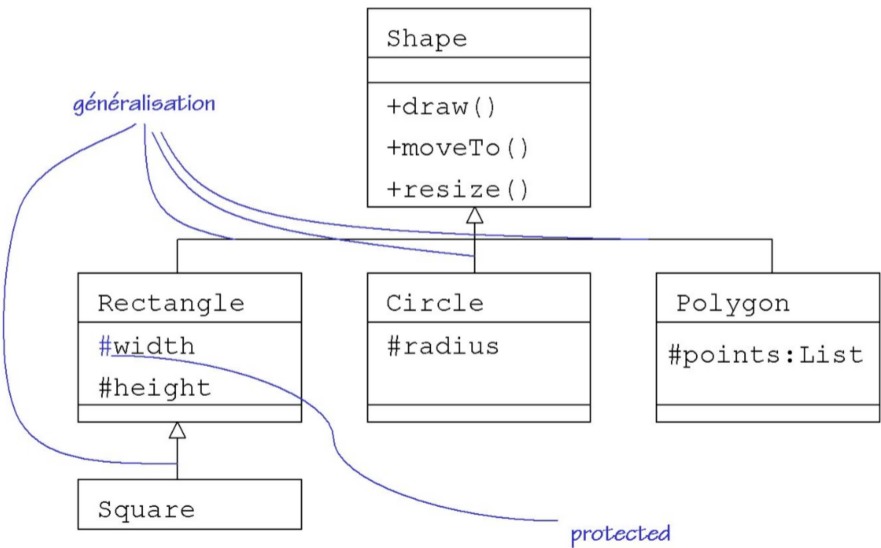 Shape
généralisation
+draw()
+moveTo()
+resize()
Rectangle
#width
#height
Circle
#radius
Polygon
#points:List
Square
protected